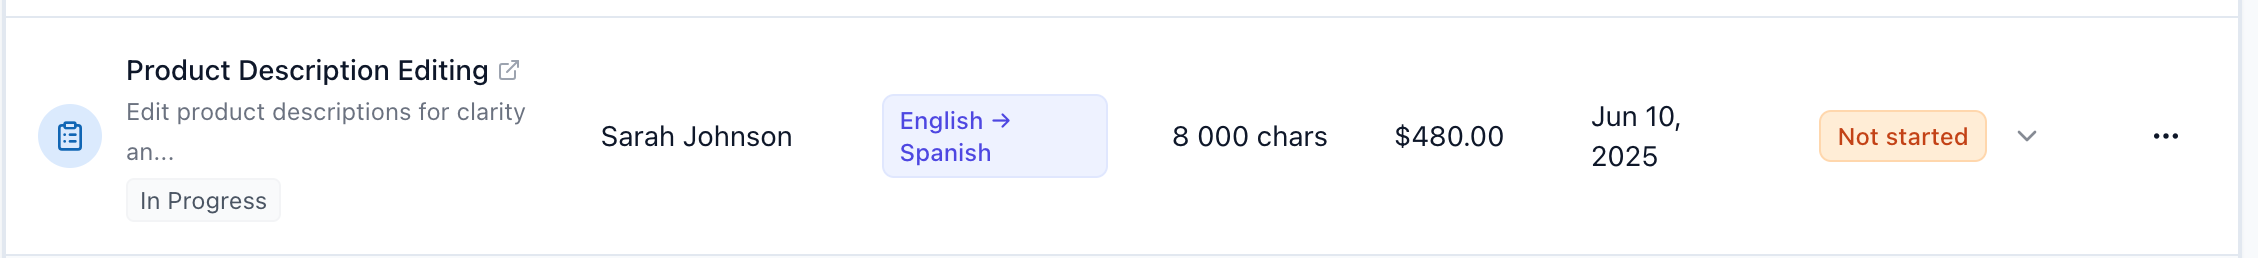 Product Description Editing
Edit product descriptions for clarity
an...
In Progress
Sarah Johnson
English →
Spanish
8 000 chars
$480.00
Jun 10,
2025
Not started